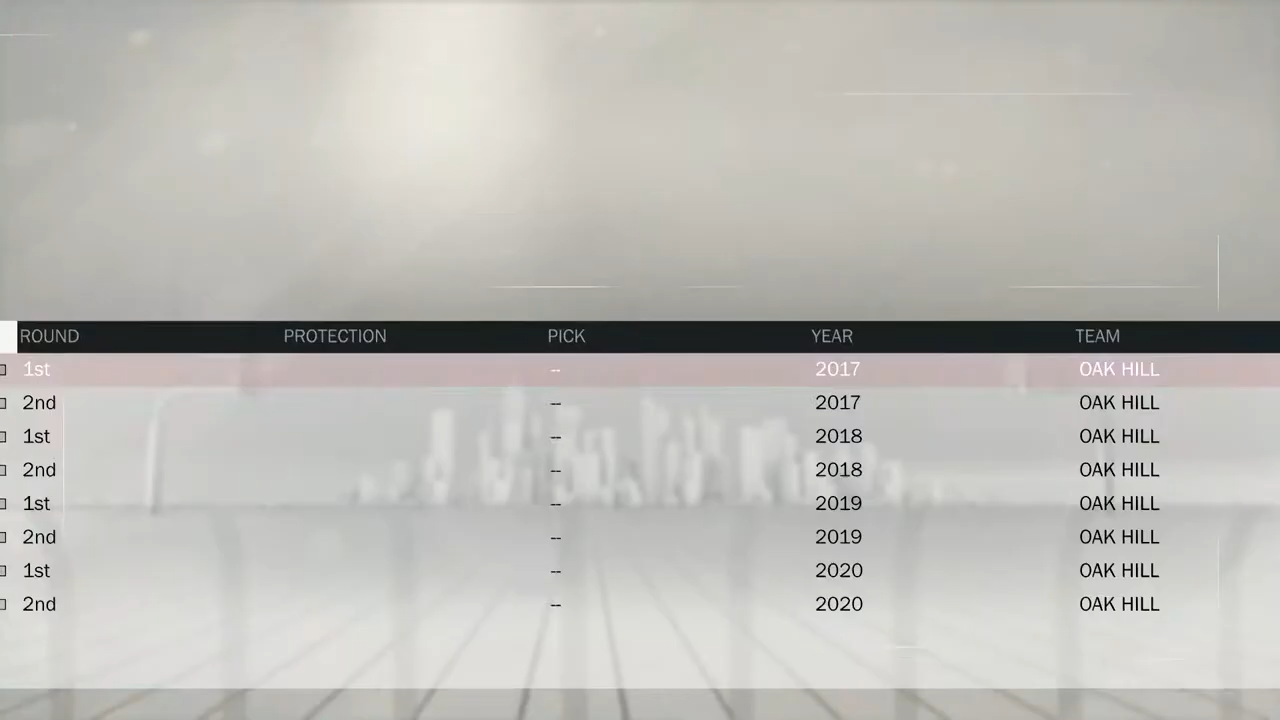 ROUND PROTECTION PICK YEAR TEAM
1st -- 2017 OAK HILL
2nd -- 2017 OAK HILL
1st -- 2018 OAK HILL
2nd -- 2018 OAK HILL
1st -- 2019 OAK HILL
2nd -- 2019 OAK HILL
1st -- 2020 OAK HILL
2nd -- 2020 OAK HILL